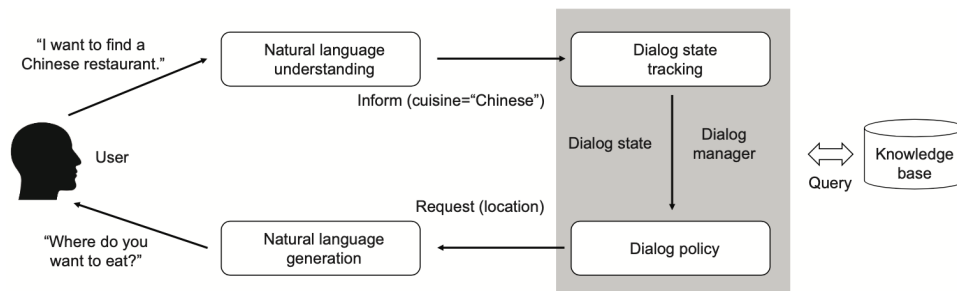 “I want to find a
Chinese restaurant.”
Natural language
understanding
Dialog state
tracking
Inform (cuisine=“Chinese”)
User
Dialog state
Dialog
manager
Query
Knowledge
base
Request (location)
“Where do you
want to eat?”
Natural language
generation
Dialog policy